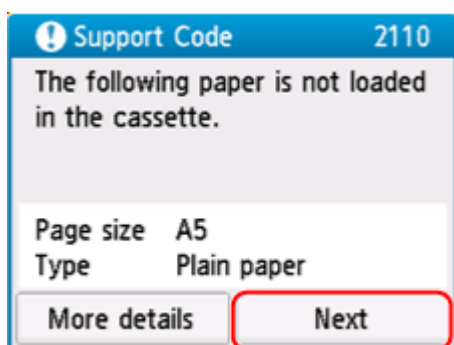 Support Code 2110
The following paper is not loaded
in the cassette.
Page size A5
Type Plain paper
More details Next